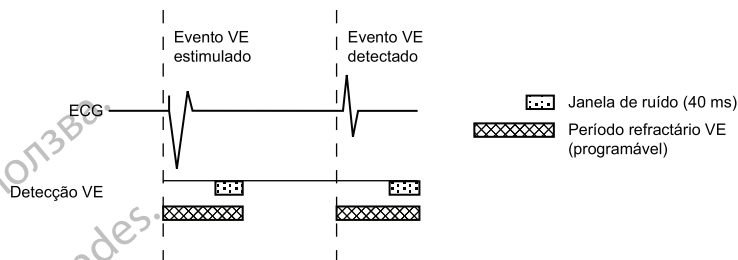 Evento VE
estimulado
Evento VE
detectado
ECG
Janela de ruído (40 ms)
Período refractário VE
(programável)
Detecção VE